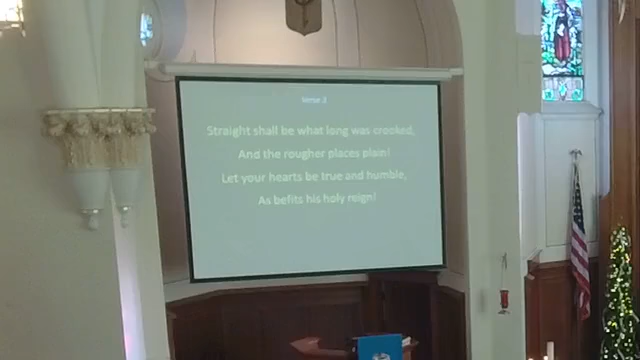 Verse 3
Straight shall be what long was crooked,
And the rougher places plain!
Let your hearts be true and humble,
As befits his holy reign!